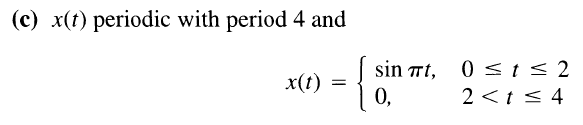 (c) x(t) periodic with period 4 and
x(t) = { sin πt, 0 ≤ t ≤ 2
0, 2 < t ≤ 4